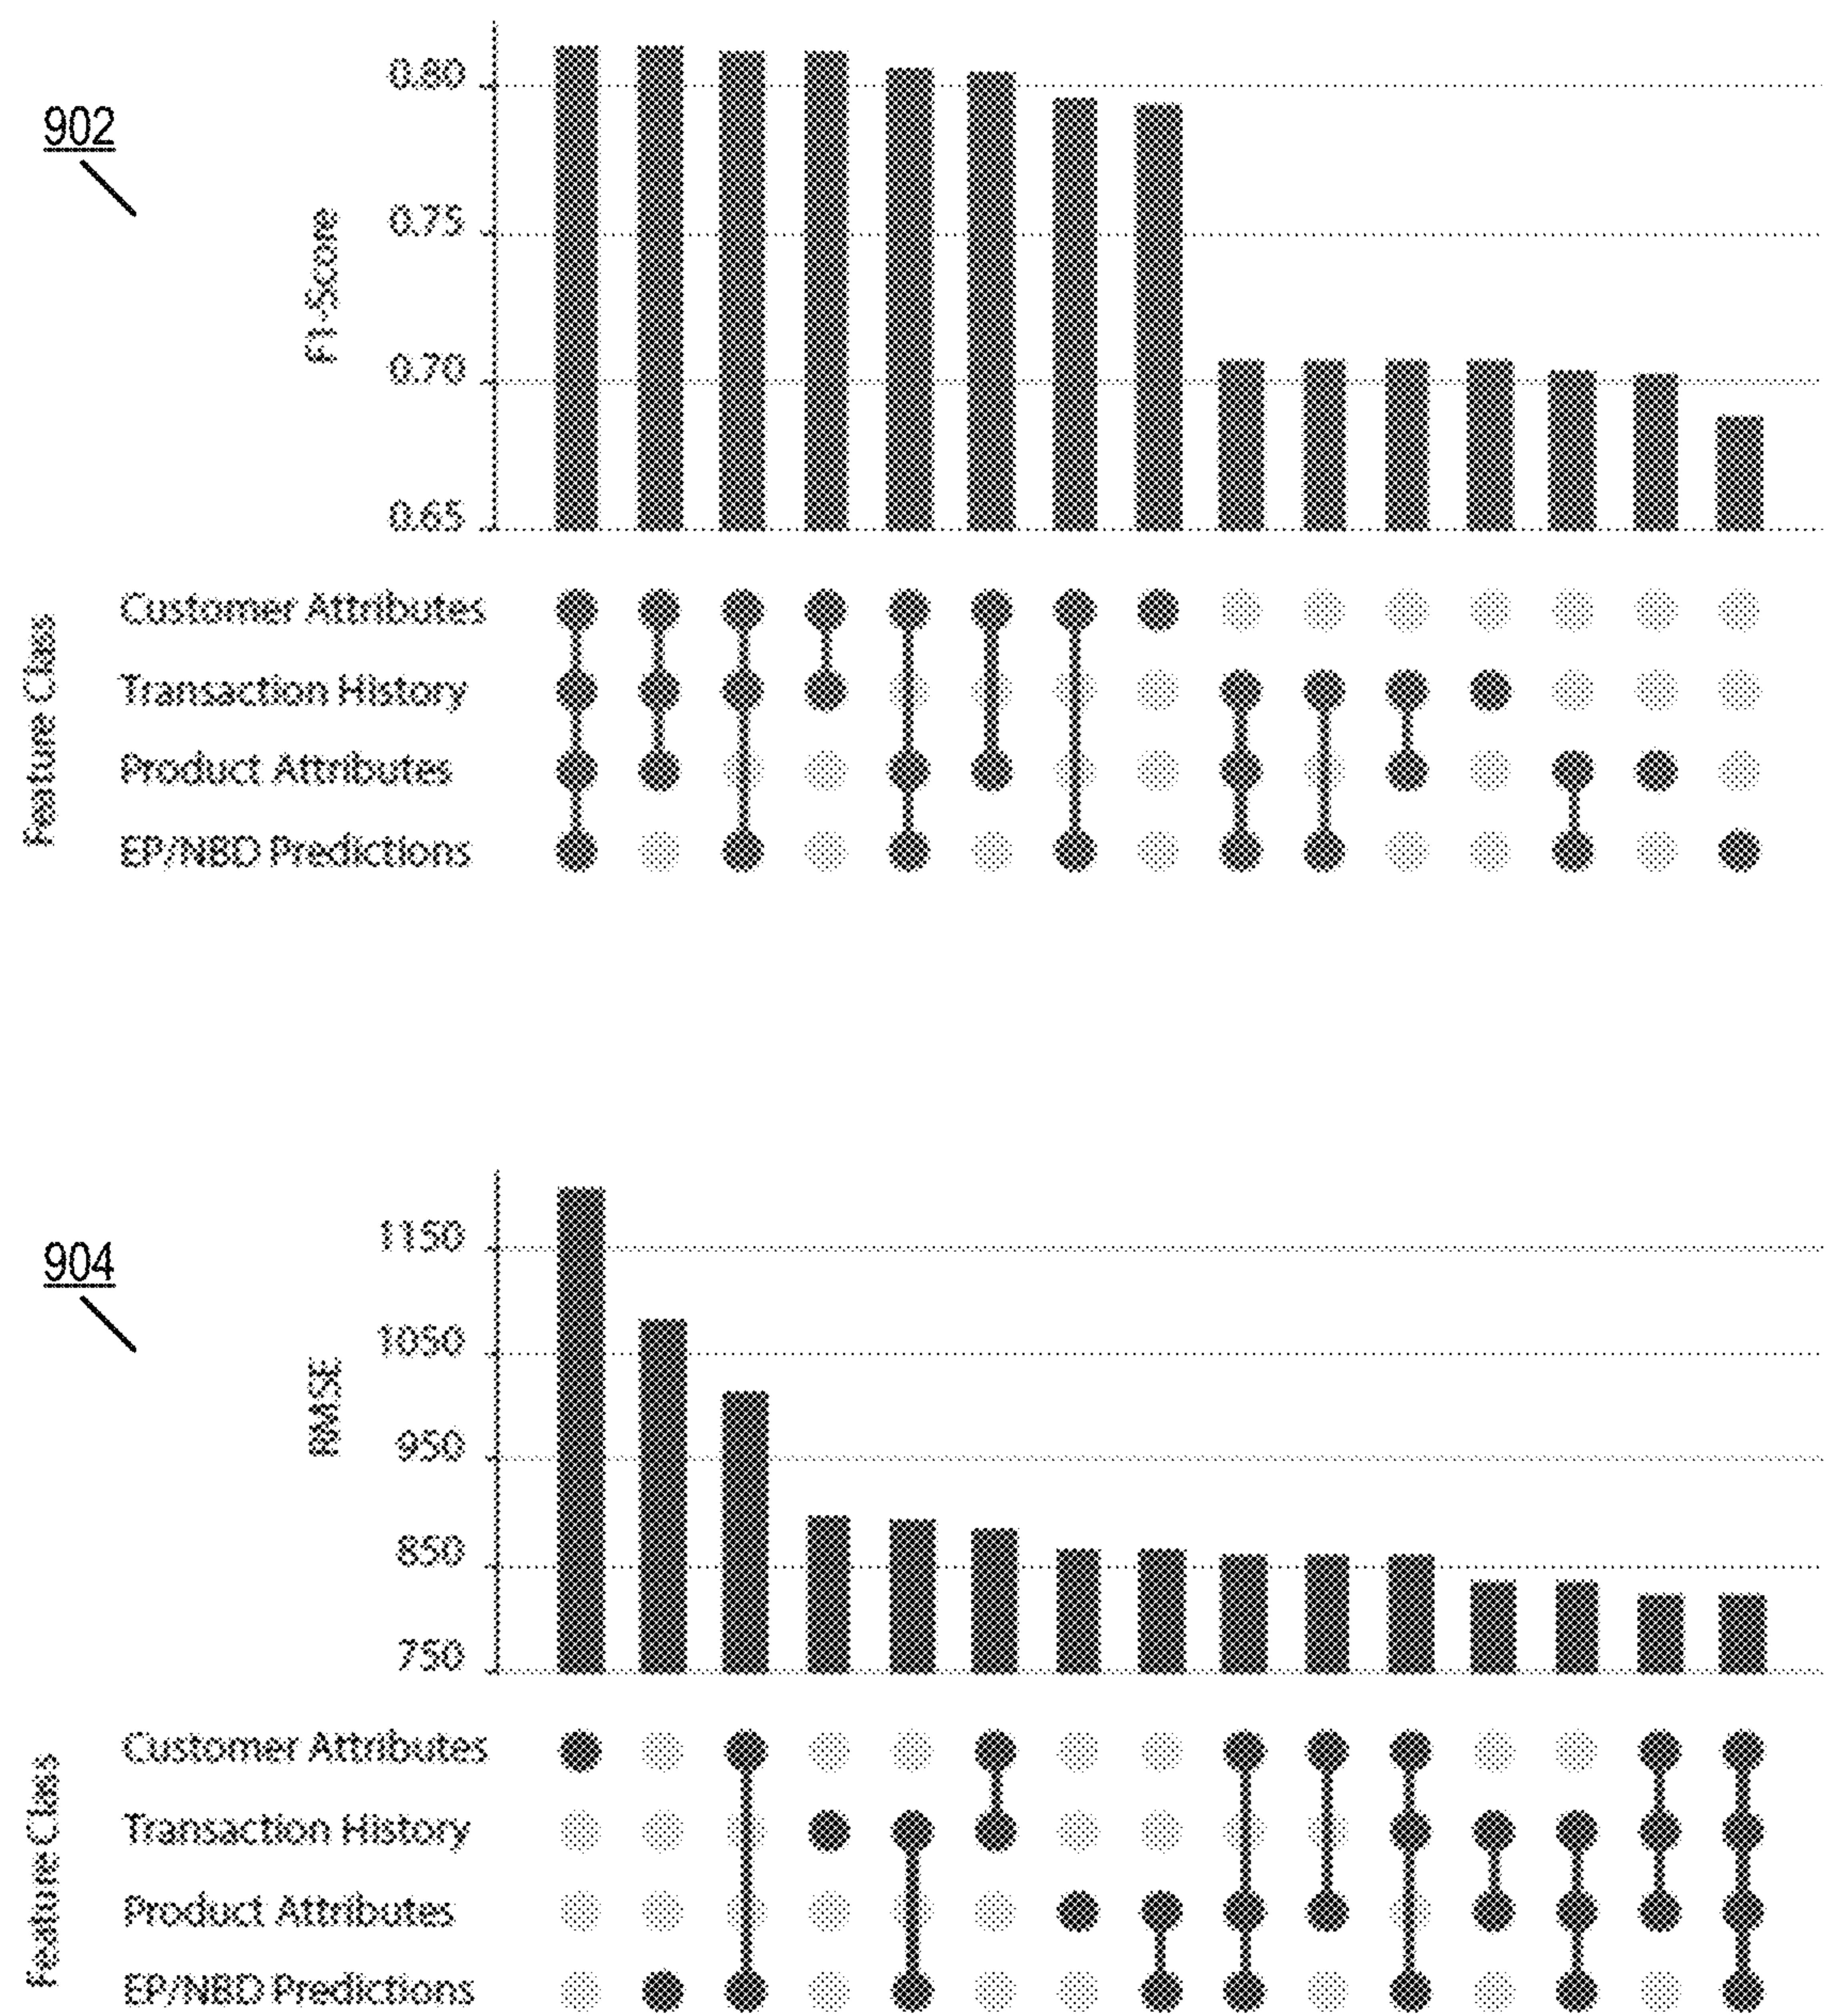 902
F1-Score
0.80
0.75
0.70
0.65
Feature Class
Customer Attributes
Transaction History
Product Attributes
EP/NBD Predictions
904
RMSE
1150
1050
950
850
750
Feature Class
Customer Attributes
Transaction History
Product Attributes
EP/NBD Predictions